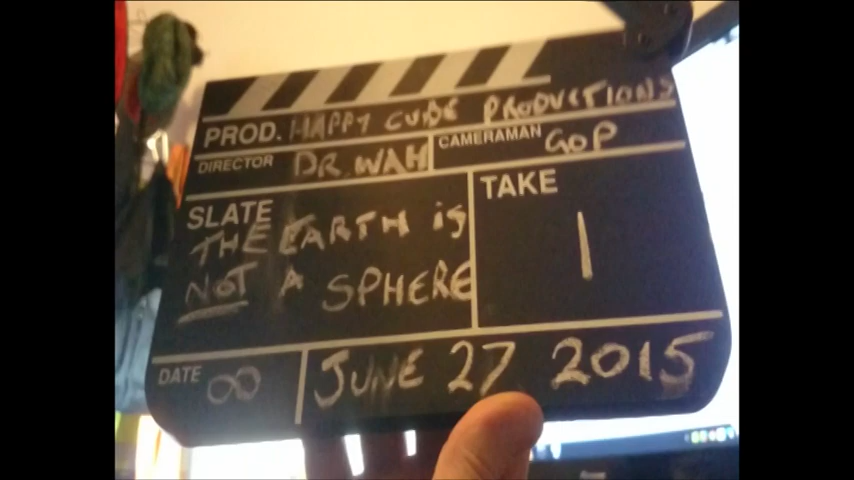 PROD. HAPPY CUBE PRODUCTIONS
DIRECTOR DR. WAH CAMERAMAN GOP
SLATE
THE EARTH is
NOT A SPHERE
TAKE
1
DATE ∞ JUNE 27 2015